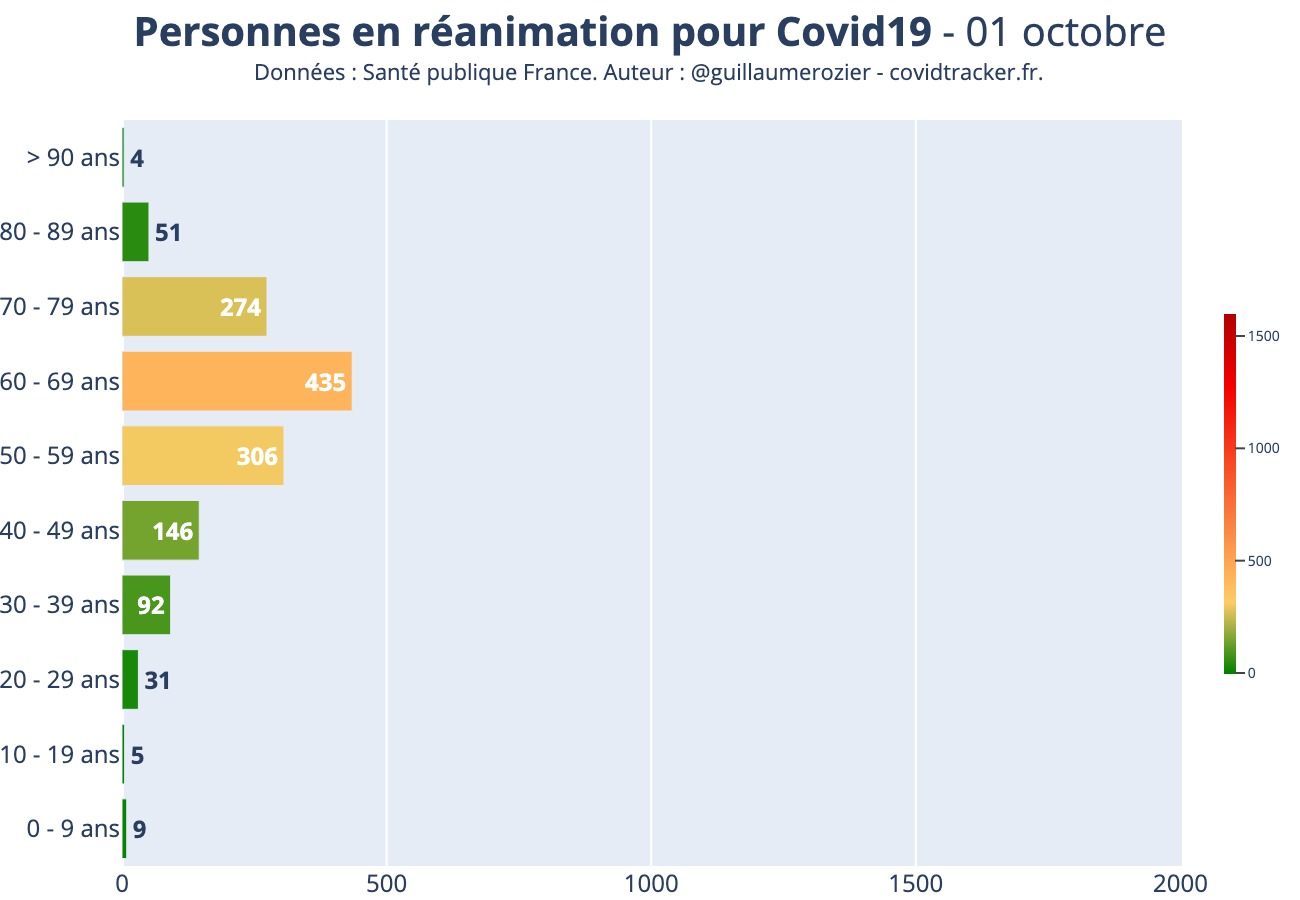 Personnes en réanimation pour Covid19 - 01 octobre
Données : Santé publique France. Auteur : @guillaumerozier - covidtracker.fr.
> 90 ans 4
80 - 89 ans 51
70 - 79 ans 274
60 - 69 ans 435
50 - 59 ans 306
40 - 49 ans 146
30 - 39 ans 92
20 - 29 ans 31
10 - 19 ans 5
0 - 9 ans 9
0 500 1000 1500 2000
1500
1000
500
0